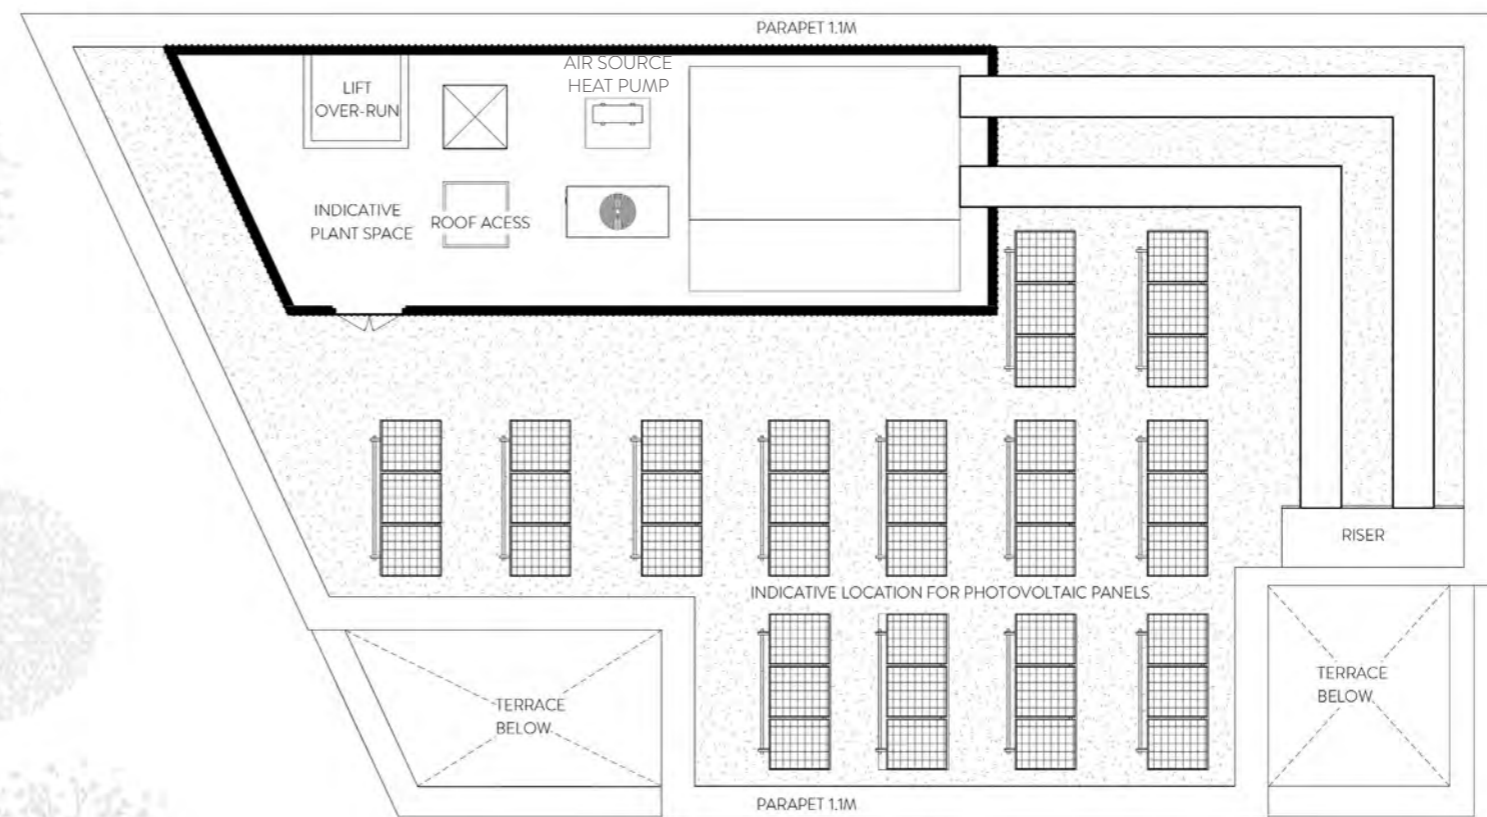 PARAPET 1.1M
LIFT
OVER-RUN
AIR SOURCE
HEAT PUMP
INDICATIVE
PLANT SPACE
ROOF ACESS
RISER
INDICATIVE LOCATION FOR PHOTOVOLTAIC PANELS
TERRACE
BELOW
TERRACE
BELOW
PARAPET 1.1M